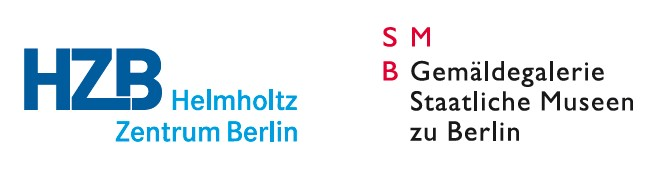 HZB Helmholtz
Zentrum Berlin
S M
B Gemäldegalerie
Staatliche Museen
zu Berlin